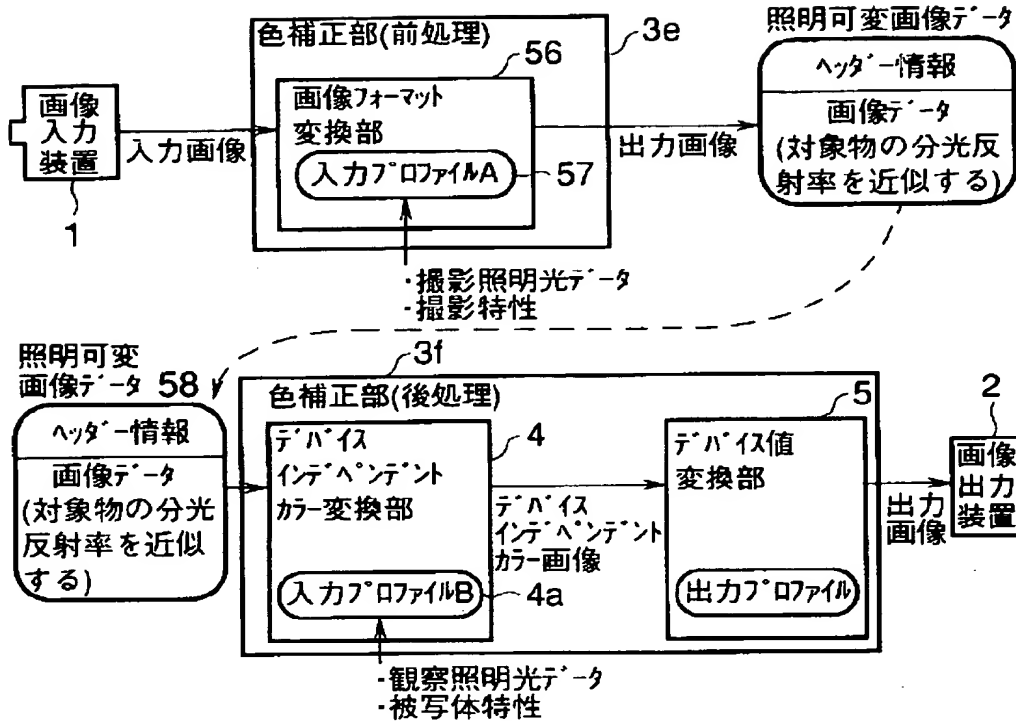 色補正部(前処理)
3e
照明可変画像データ
56
ヘッダー情報
画像
入力
装置
1
入力画像
画像フォーマット
変換部
入力プロファイルA
57
出力画像
画像データ
(対象物の分光反
射率を近似する)
・撮影照明光データ
・撮影特性
照明可変
画像データ 58
ヘッダー情報
画像データ
(対象物の分光
反射率を近似
する)
3f
色補正部(後処理)
デバイス
インデペンデント
カラー変換部
4
入力プロファイルB
4a
デバイス
インデペンデント
カラー画像
5
デバイス値
変換部
出力プロファイル
出力
画像
2
画像
出力
装置
・観察照明光データ
・被写体特性